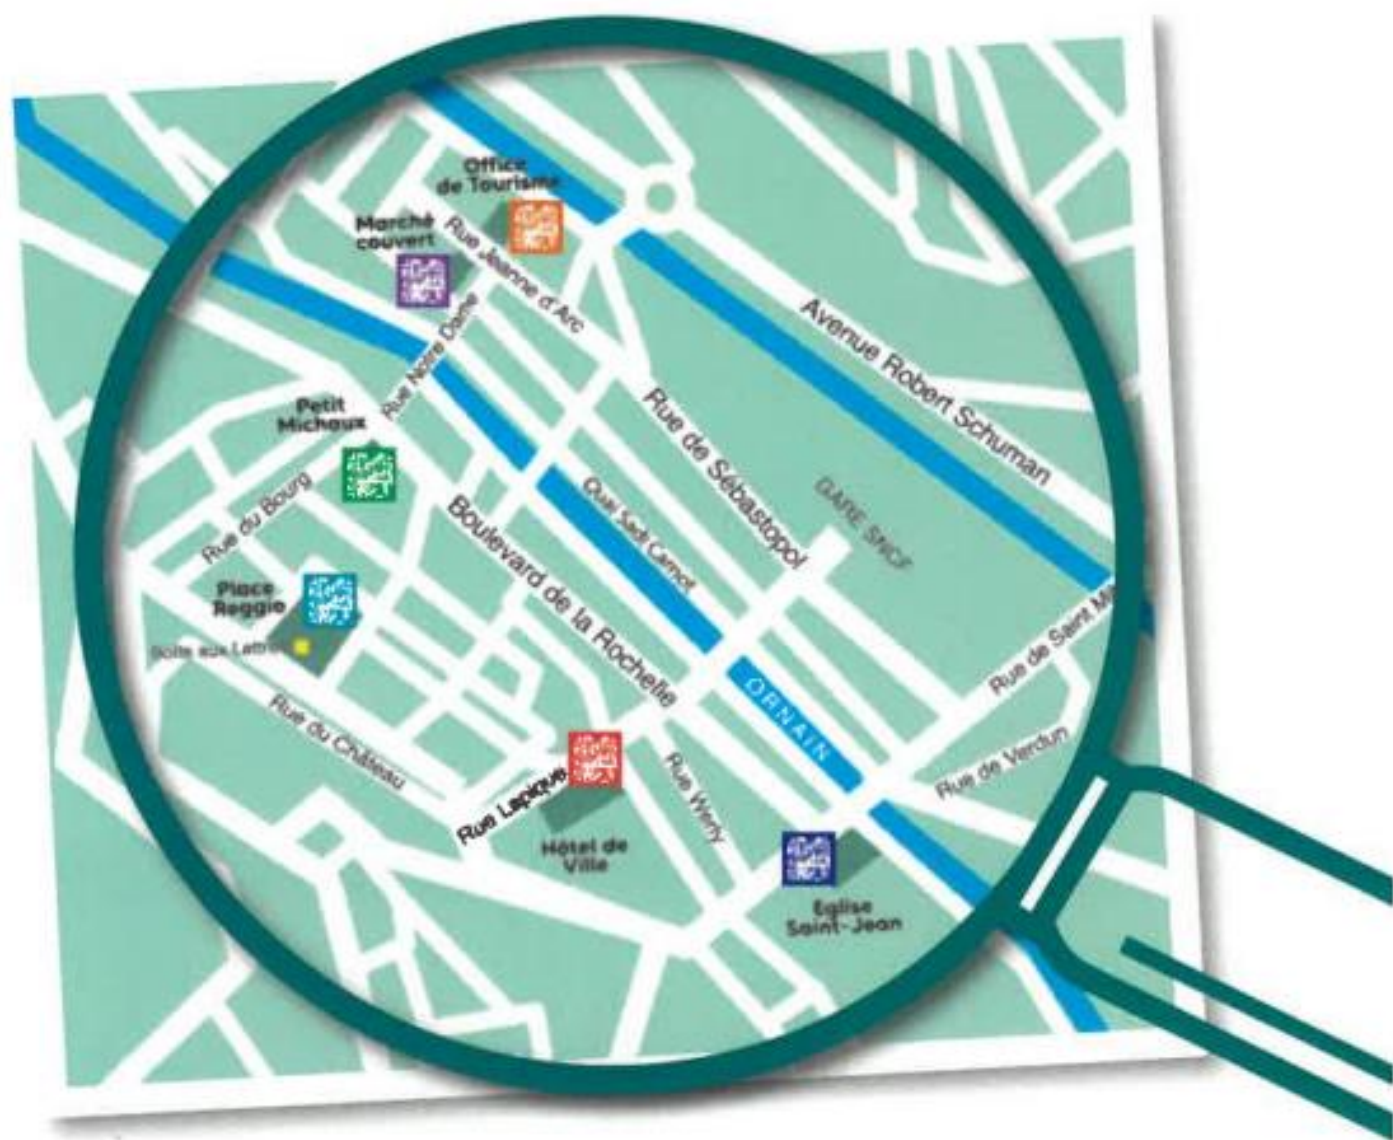 Office
de Tourisme
Marché
couvert
Rue Jeanne d'Arc
Rue Notre Dame
Avenue Robert Schuman
Petit
Michaux
Rue de Sébastopol
GARE SNCF
Rue du Bourg
Boulevard de la Rochelle
Quai Sadi Carnot
Place
Reggio
Boîte aux Lettres
Rue de Saint M
ORNAIN
Rue du Château
Rue de Verdun
Rue Lapique
Rue Werly
Hôtel de
Ville
Eglise
Saint-Jean